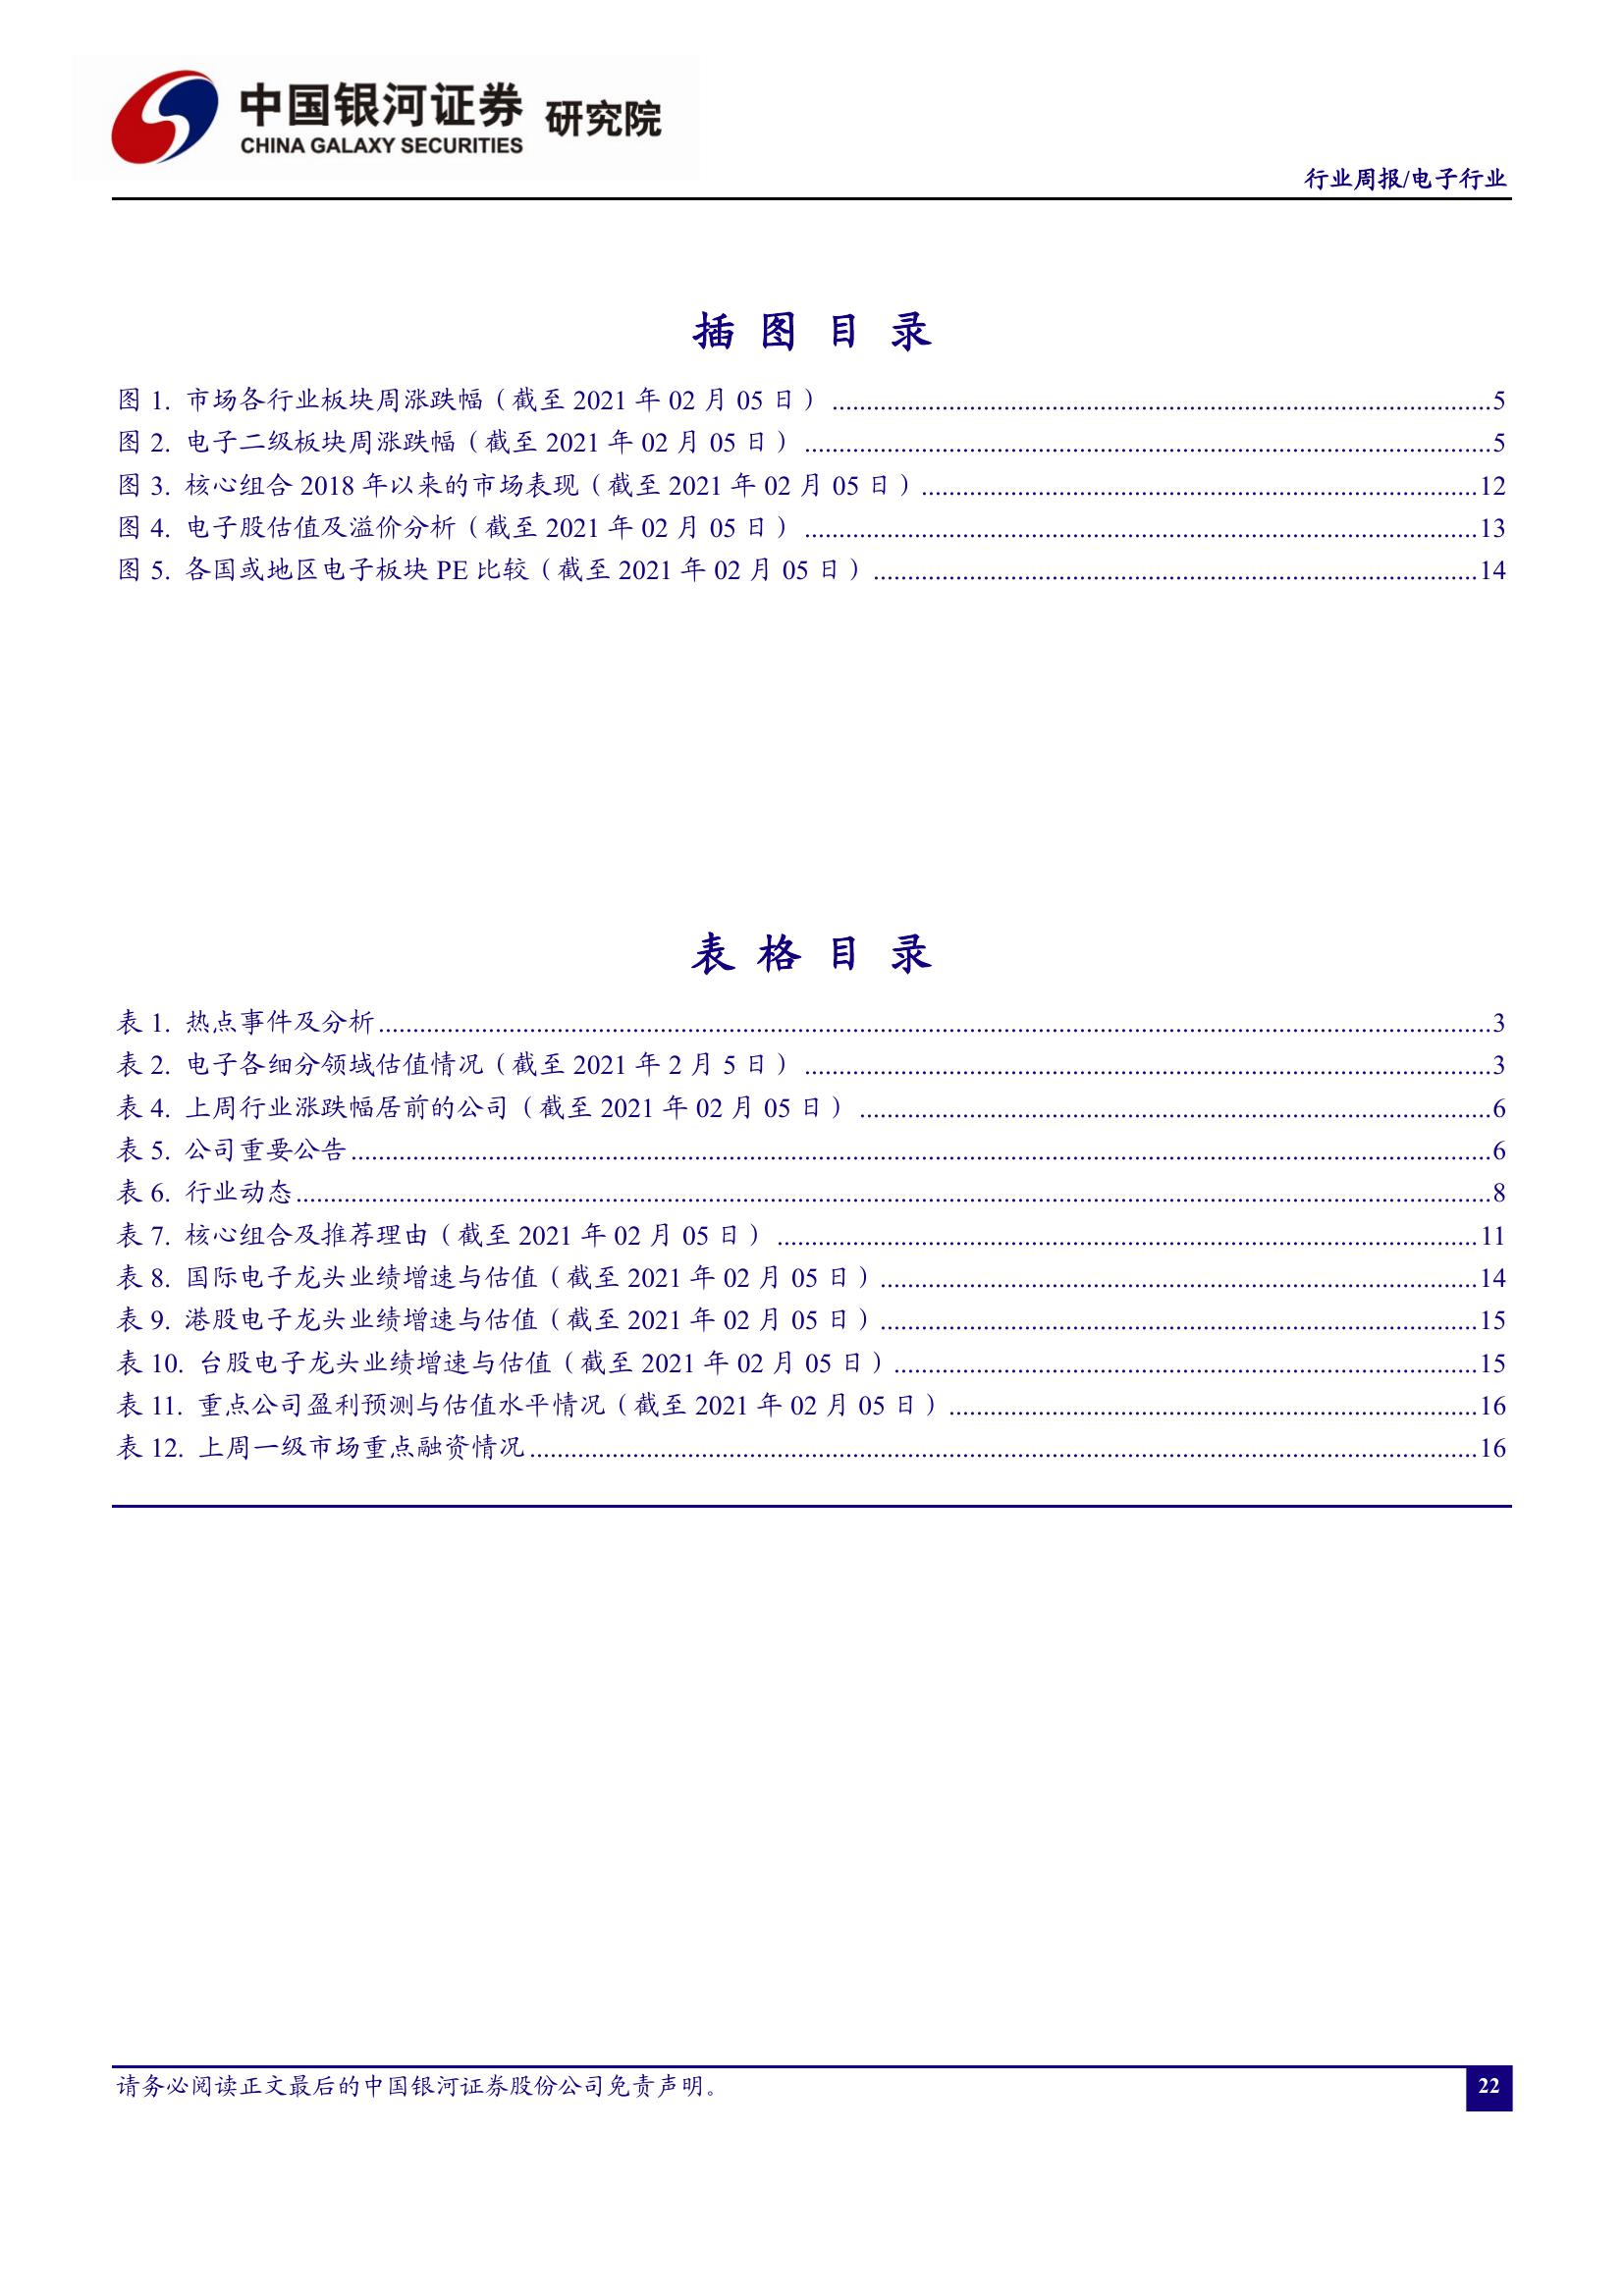 中国银河证券 研究院
CHINA GALAXY SECURITIES
行业周报/电子行业
插 图 目 录
图 1. 市场各行业板块周涨跌幅（截至 2021 年 02 月 05 日）......5
图 2. 电子二级板块周涨跌幅（截至 2021 年 02 月 05 日）......5
图 3. 核心组合 2018 年以来的市场表现（截至 2021 年 02 月 05 日）......12
图 4. 电子股估值及溢价分析（截至 2021 年 02 月 05 日）......13
图 5. 各国或地区电子板块 PE 比较（截至 2021 年 02 月 05 日）......14
表 格 目 录
表 1. 热点事件及分析......3
表 2. 电子各细分领域估值情况（截至 2021 年 2 月 5 日）......3
表 4. 上周行业涨跌幅居前的公司（截至 2021 年 02 月 05 日）......6
表 5. 公司重要公告......6
表 6. 行业动态......8
表 7. 核心组合及推荐理由（截至 2021 年 02 月 05 日）......11
表 8. 国际电子龙头业绩增速与估值（截至 2021 年 02 月 05 日）......14
表 9. 港股电子龙头业绩增速与估值（截至 2021 年 02 月 05 日）......15
表 10. 台股电子龙头业绩增速与估值（截至 2021 年 02 月 05 日）......15
表 11. 重点公司盈利预测与估值水平情况（截至 2021 年 02 月 05 日）......16
表 12. 上周一级市场重点融资情况......16
请务必阅读正文最后的中国银河证券股份公司免责声明。
22